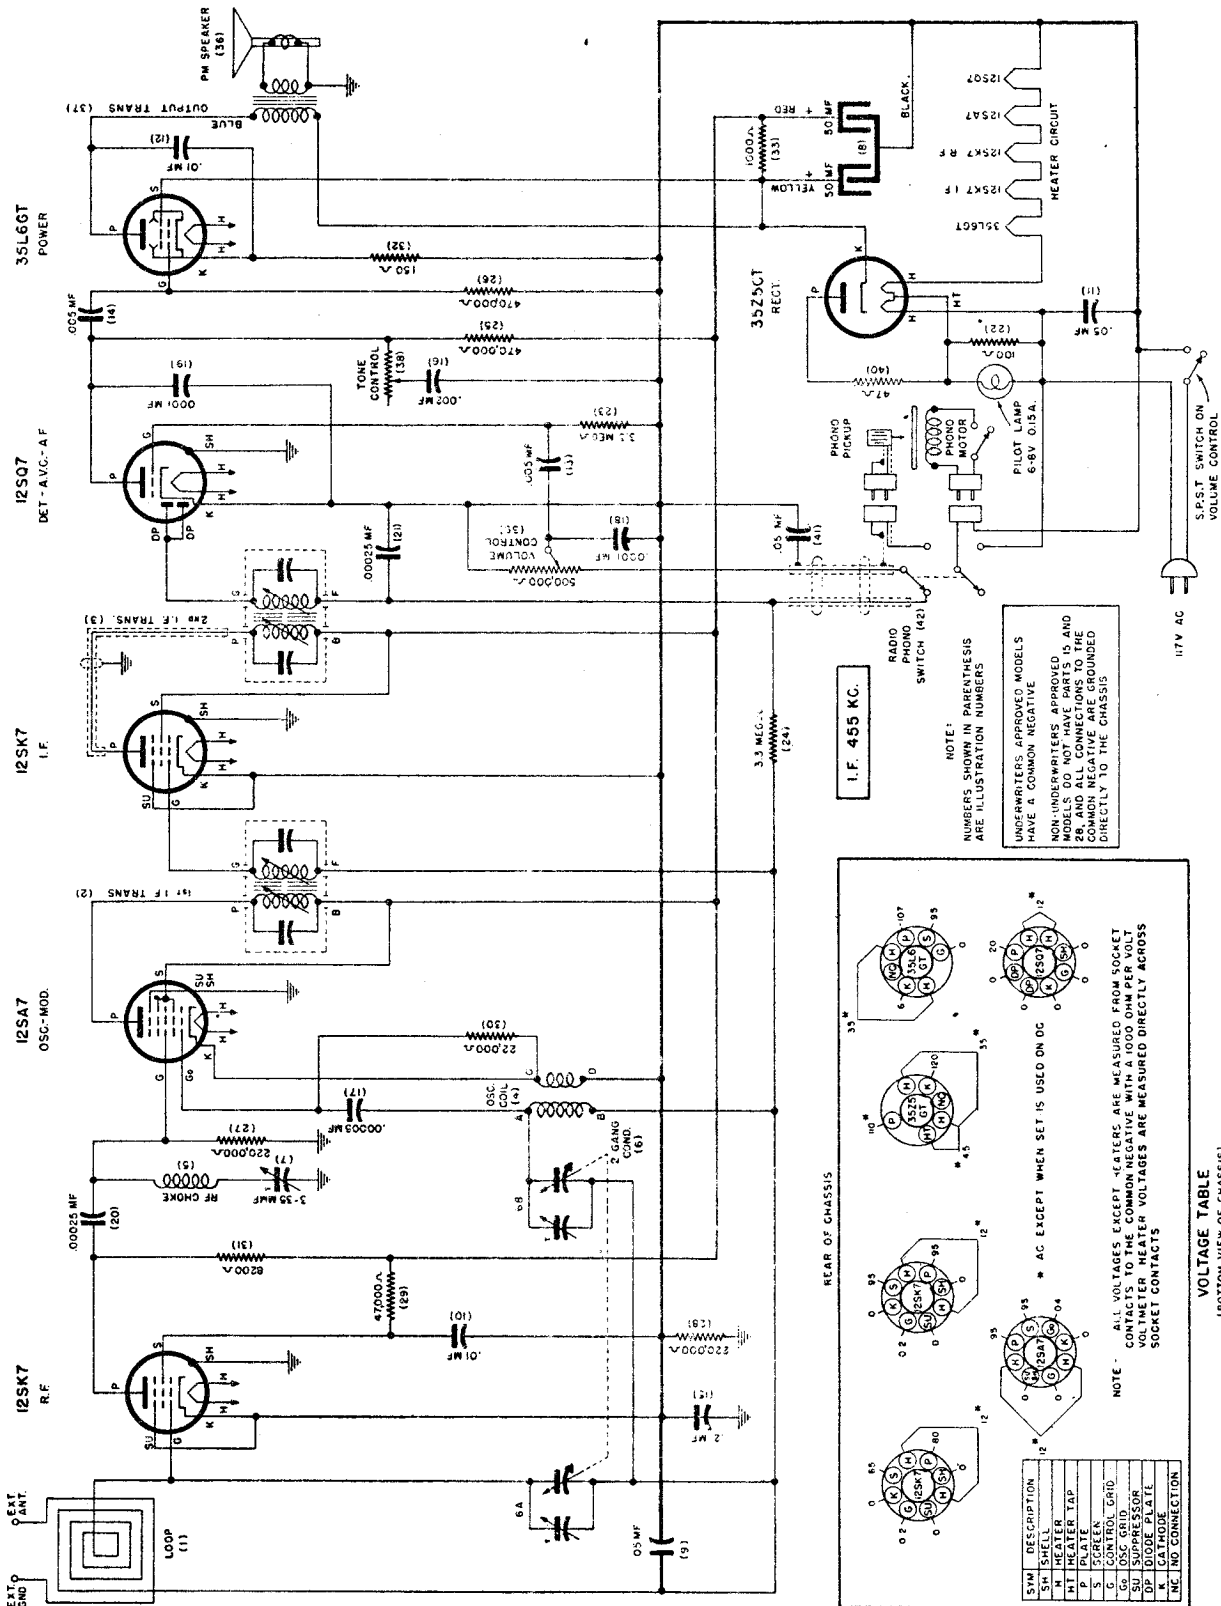 EXT. GND
EXT. ANT.
LOOP
(1)
12SK7
R.F.
12SA7
OSC.-MOD.
12SK7
I.F.
12SQ7
DET.-A.V.C.-A F
35L6GT
POWER
PM SPEAKER
(36)
OUTPUT TRANS (37)
BLUE
.01 MF
(12)
.005 MF
(14)
150Ω
(32)
470,000Ω
(26)
470,000Ω
(25)
TONE CONTROL
(38)
.002 MF
(16)
.0001 MF
(19)
3.3 MEGΩ
(23)
.005 MF
(13)
VOLUME CONTROL
500,000Ω
.0001 MF
(18)
.00025 MF
(21)
2ND I.F. TRANS. (3)
1ST I.F. TRANS (2)
3.3 MEG.Ω
(24)
.05 MF
(41)
22,000Ω
(30)
OSC. COIL
(4)
A
B
C
D
.00005 MF
(17)
2 GANG COND.
(6)
6B
6A
220,000Ω
(27)
RF CHOKE
(5)
3-35 MMF
(7)
.00025 MF
(20)
8200Ω
(31)
47,000Ω
(29)
.01 MF
(10)
220,000Ω
(28)
.2 MF
(15)
.05 MF
(9)
1000Ω
(33)
RED
YELLOW
50 MF
50 MF
(8)
BLACK.
12SQ7
12SA7
12SK7 R F
12SK7 I F
35L6GT
HEATER CIRCUIT
35Z5GT
RECT.
47Ω
(40)
100Ω
(22)
.05 MF
(11)
PHONO PICKUP
PHONO MOTOR
PILOT LAMP
6-8V 0.15A.
S.P.S.T SWITCH ON
VOLUME CONTROL
117V AC
RADIO
PHONO
SWITCH (42)
I.F. 455 KC.
NOTE:
NUMBERS SHOWN IN PARENTHESIS
ARE ILLUSTRATION NUMBERS
UNDERWRITERS APPROVED MODELS
HAVE A COMMON NEGATIVE
NON-UNDERWRITERS APPROVED
MODELS DO NOT HAVE PARTS 15 AND
28, AND ALL CONNECTIONS TO THE
COMMON NEGATIVE ARE GROUNDED
DIRECTLY TO THE CHASSIS
REAR OF CHASSIS
12SK7
12SK7
35Z5 GT
35L6 GT
12SA7
12SQ7
* AC EXCEPT WHEN SET IS USED ON DC
NOTE - ALL VOLTAGES EXCEPT HEATERS ARE MEASURED FROM SOCKET
CONTACTS TO THE COMMON NEGATIVE WITH A 1000 OHM PER VOLT
VOLTMETER HEATER VOLTAGES ARE MEASURED DIRECTLY ACROSS
SOCKET CONTACTS
SYM DESCRIPTION
SH SHELL
H HEATER
HT HEATER TAP
P PLATE
S SCREEN
G CONTROL GRID
Go OSC GRID
SU SUPPRESSOR
DP DIODE PLATE
K CATHODE
NC NO CONNECTION
VOLTAGE TABLE